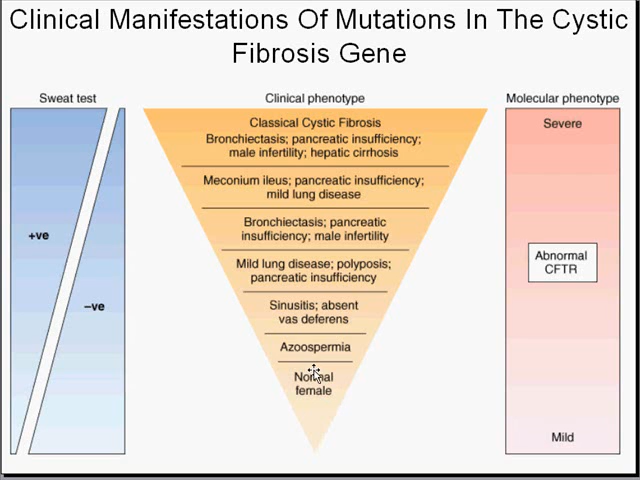 Clinical Manifestations Of Mutations In The Cystic
Fibrosis Gene
Sweat test
+ve
–ve
Clinical phenotype
Classical Cystic Fibrosis
Bronchiectasis; pancreatic insufficiency;
male infertility; hepatic cirrhosis
Meconium ileus; pancreatic insufficiency;
mild lung disease
Bronchiectasis; pancreatic
insufficiency; male infertility
Mild lung disease; polyposis;
pancreatic insufficiency
Sinusitis; absent
vas deferens
Azoospermia
Normal
female
Molecular phenotype
Severe
Abnormal
CFTR
Mild